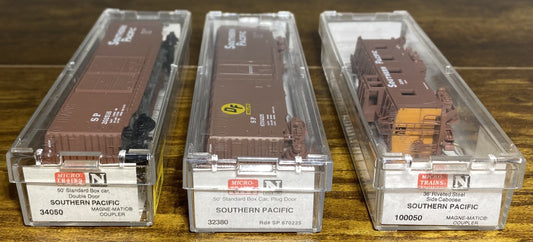 SOUTHERN
PACIFIC
SP
MICRO-
TRAINS
N
50' Standard Box car,
Double Door
SOUTHERN PACIFIC
34050
MAGNE-MATIC®
COUPLER
SOUTHERN
PACIFIC
DF
SP
MICRO-
TRAINS
N
50' Standard Box Car, Plug Door
SOUTHERN PACIFIC
32380
Rd# SP 670225
MICRO-
TRAINS
N
36' Riveted Steel
Side Caboose
SOUTHERN PACIFIC
100050
MAGNE-MATIC®
COUPLER